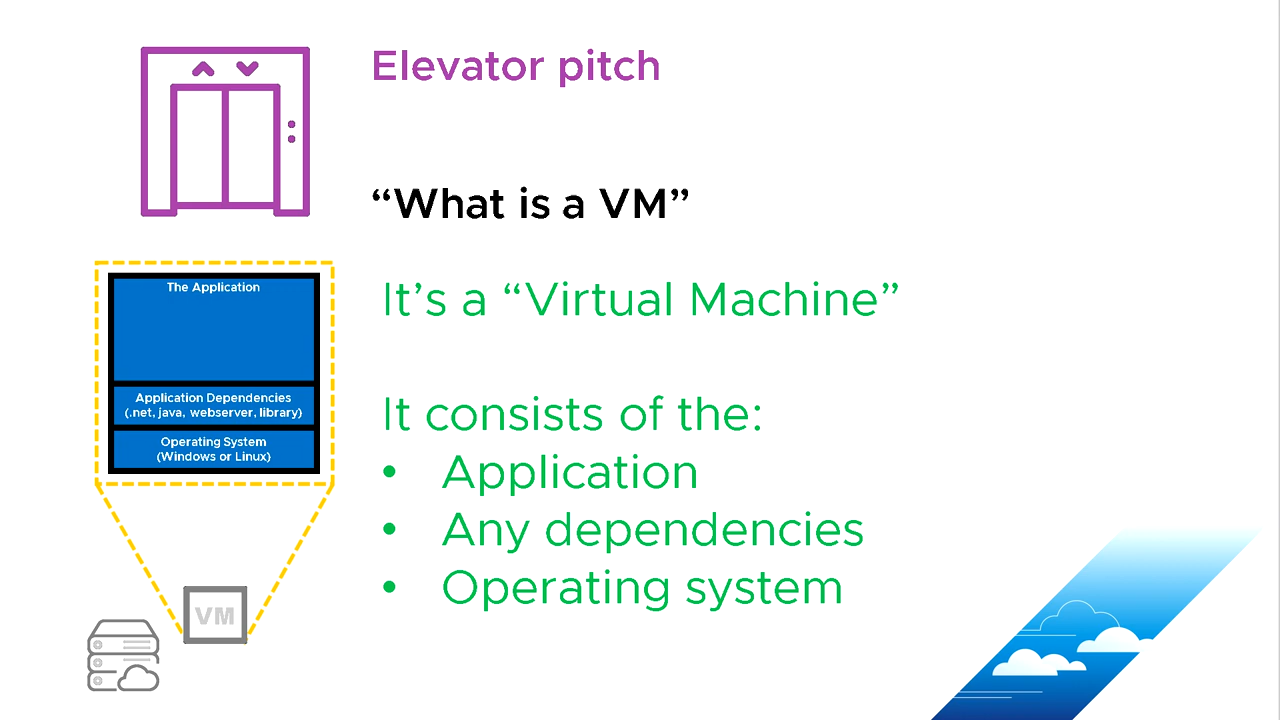 Elevator pitch
“What is a VM”
The Application
Application Dependencies
(.net, java, webserver, library)
Operating System
(Windows or Linux)
VM
It’s a “Virtual Machine”
It consists of the:
• Application
• Any dependencies
• Operating system